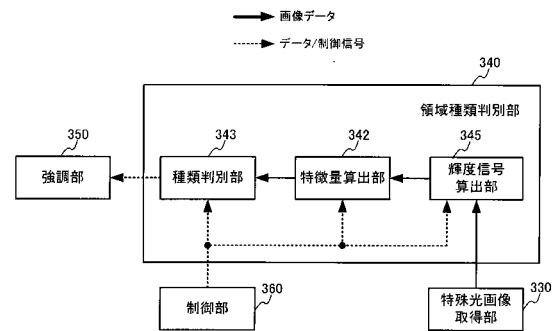 画像データ
データ/制御信号
340
領域種類判別部
350
343
342
345
強調部
種類判別部
特徴量算出部
輝度信号
算出部
制御部
360
特殊光画像
取得部
330